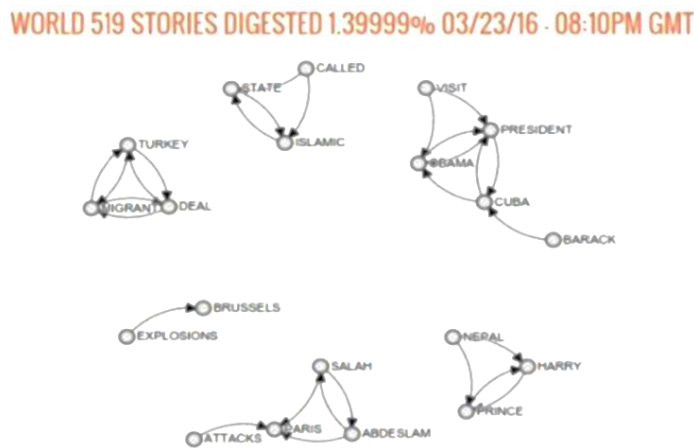 WORLD 519 STORIES DIGESTED 1.39999% 03/23/16 - 08:10PM GMT
CALLED
STATE
VISIT
PRESIDENT
ISLAMIC
TURKEY
OBAMA
CUBA
MIGRANT
DEAL
BARACK
BRUSSELS
EXPLOSIONS
NEPAL
SALAH
HARRY
PRINCE
PARIS
ABDESLAM
ATTACKS